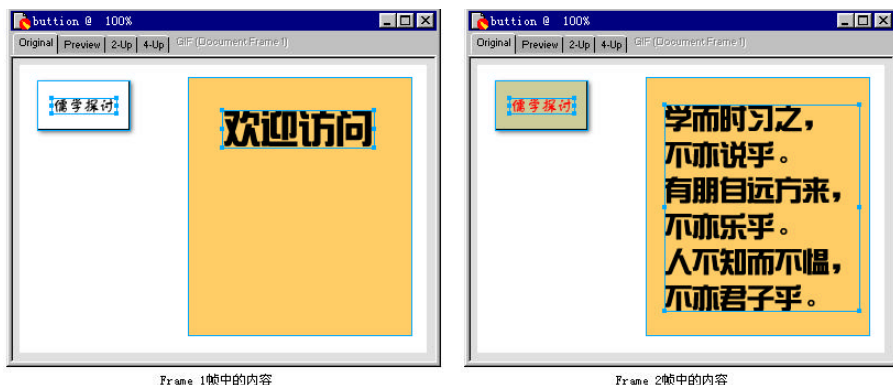 buttion @ 100%
Original Preview 2-Up 4-Up GIF (Document:Frame 1)
儒学探讨
欢迎访问
Frame 1帧中的内容
buttion @ 100%
Original Preview 2-Up 4-Up GIF (Document:Frame 1)
儒学探讨
学而时习之，
不亦说乎。
有朋自远方来，
不亦乐乎。
人不知而不愠，
不亦君子乎。
Frame 2帧中的内容